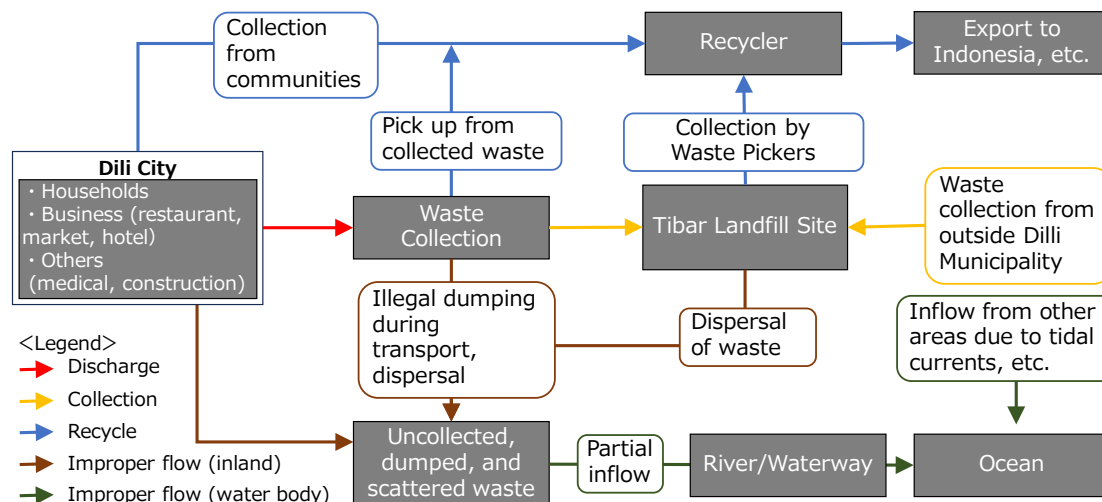 Collection
from
communities
Recycler
Export to
Indonesia, etc.
Pick up from
collected waste
Collection by
Waste Pickers
Dili City
・Households
・Business (restaurant,
market, hotel)
・Others
(medical, construction)
Waste
Collection
Tibar Landfill Site
Waste
collection from
outside Dilli
Municipality
Illegal dumping
during
transport,
dispersal
Dispersal
of waste
Inflow from other
areas due to tidal
currents, etc.
<Legend>
Discharge
Collection
Recycle
Improper flow (inland)
Improper flow (water body)
Uncollected,
dumped, and
scattered waste
Partial
inflow
River/Waterway
Ocean